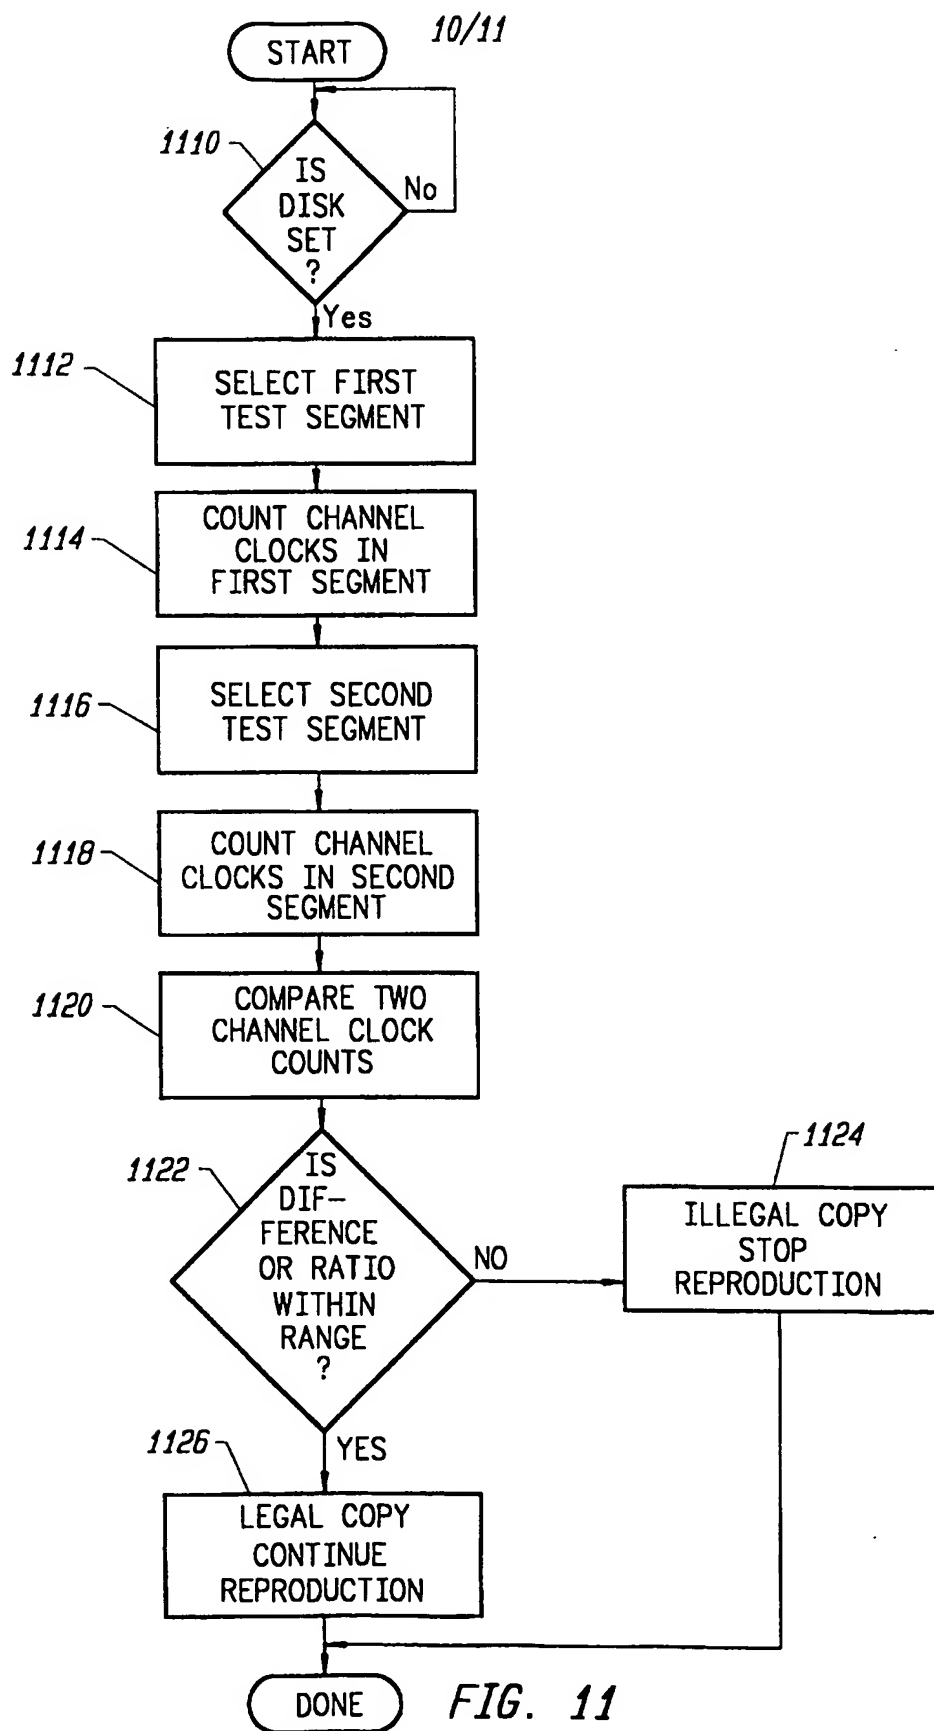 10/11
START
1110
IS
DISK
SET
?
No
Yes
1112
SELECT FIRST
TEST SEGMENT
1114
COUNT CHANNEL
CLOCKS IN
FIRST SEGMENT
1116
SELECT SECOND
TEST SEGMENT
1118
COUNT CHANNEL
CLOCKS IN SECOND
SEGMENT
1120
COMPARE TWO
CHANNEL CLOCK
COUNTS
1122
IS
DIF-
FERENCE
OR RATIO
WITHIN
RANGE
?
NO
1124
ILLEGAL COPY
STOP
REPRODUCTION
YES
1126
LEGAL COPY
CONTINUE
REPRODUCTION
DONE
FIG. 11